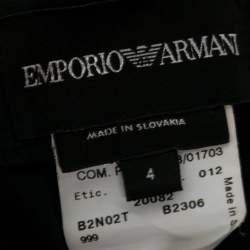 EMPORIO ARMANI
MADE IN SLOVAKIA
COM. /01703
Etic. 012
4
20082
B2N02T B2306
999
Made in